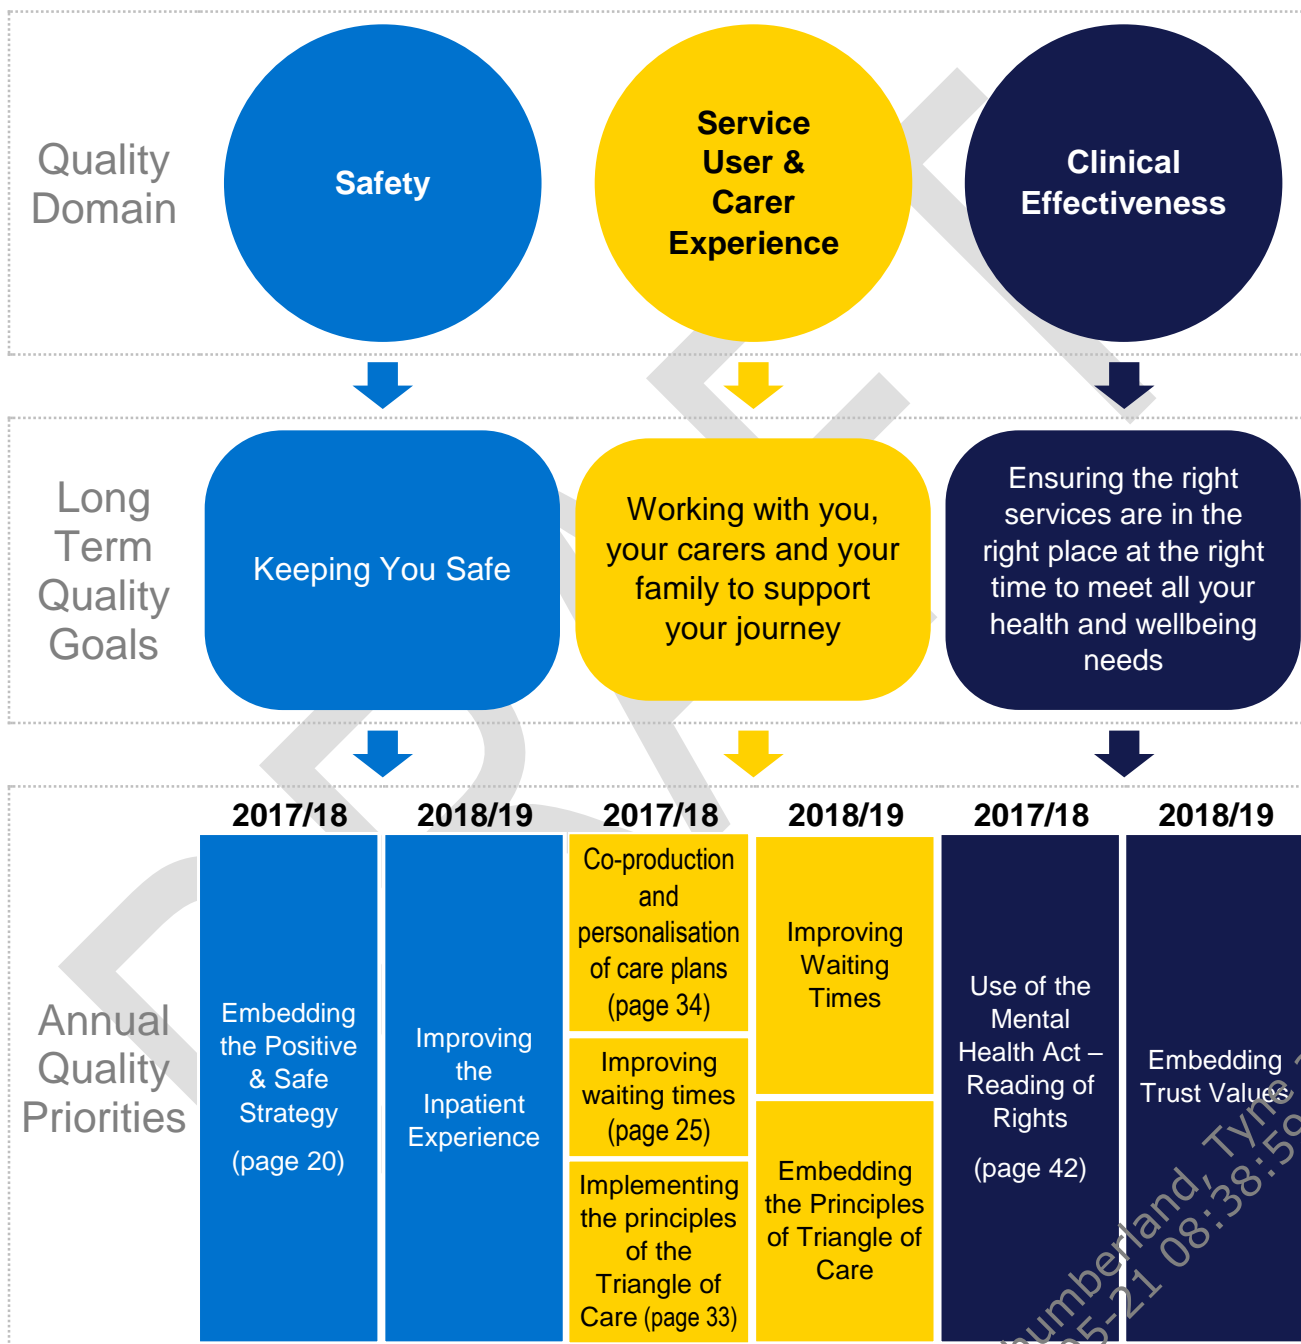 Quality
Domain
Safety
Service
User &
Carer
Experience
Clinical
Effectiveness
Long
Term
Quality
Goals
Keeping You Safe
Working with you,
your carers and your
family to support
your journey
Ensuring the right
services are in the
right place at the right
time to meet all your
health and wellbeing
needs
Annual
Quality
Priorities
2017/18
Embedding
the Positive
& Safe
Strategy
(page 20)
2018/19
Improving
the
Inpatient
Experience
2017/18
Co-production
and
personalisation
of care plans
(page 34)
Improving
waiting times
(page 25)
Implementing
the principles
of the
Triangle of
Care (page 33)
2018/19
Improving
Waiting
Times
Embedding
the Principles
of Triangle of
Care
2017/18
Use of the
Mental
Health Act –
Reading of
Rights
(page 42)
2018/19
Embedding
Trust Values
DRAFT
Tyne
08:38:59